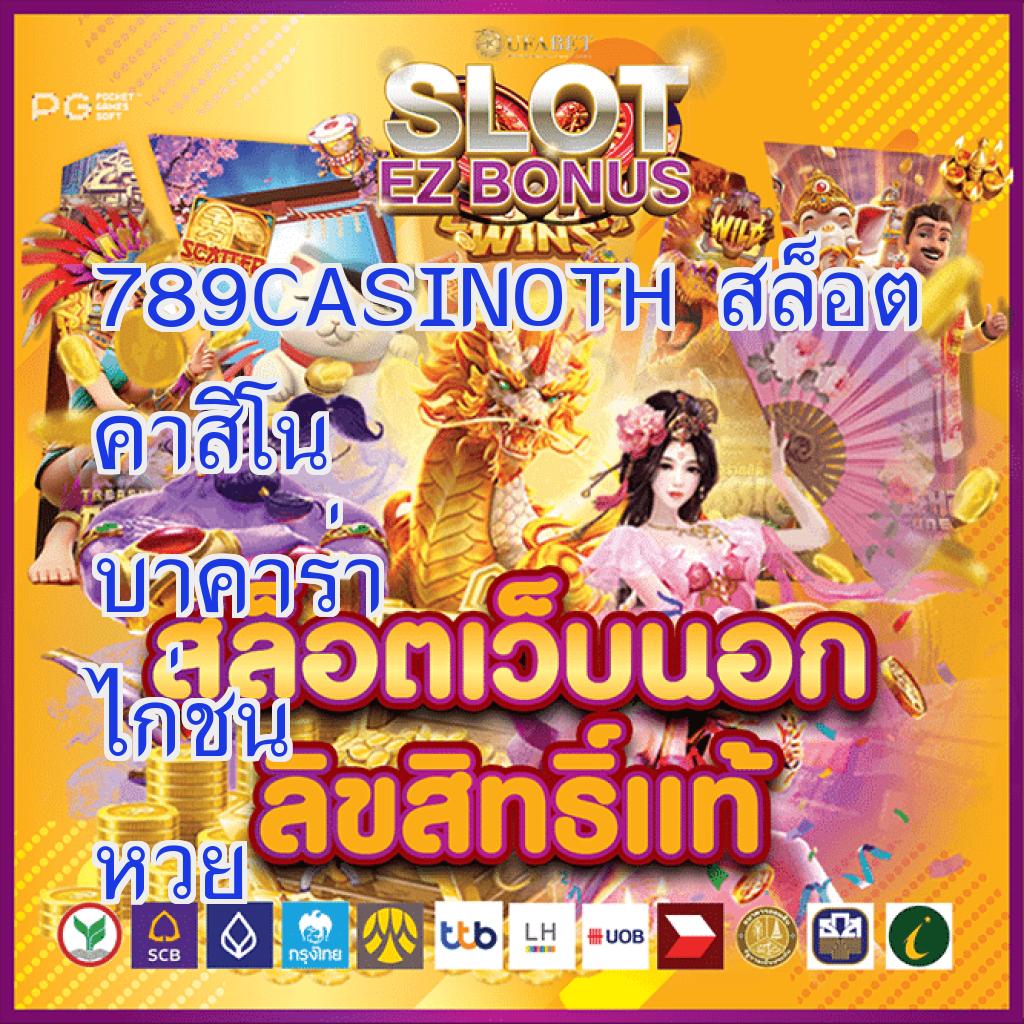 UFABET
SLOT
EZ BONUS
PG POCKET GAMES SOFT
WINS
WILD
SCATTER
789CASINOTH สล็อต
คาสิโน
บาคาร่า
สล็อตเว็บนอก
ไก่ชน
ลิขสิทธิ์แท้
หวย
SCB
กรุงไทย
ttb
LH
UOB